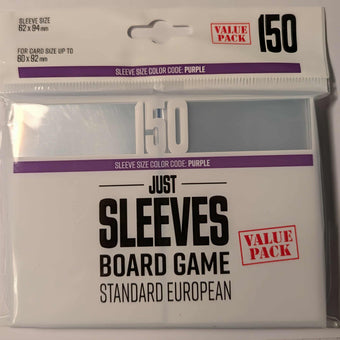 SLEEVE SIZE
62 x 94 mm
FOR CARD SIZE UP TO
60 x 92 mm
VALUE
PACK
150
SLEEVE SIZE COLOR CODE: PURPLE
150
SLEEVE SIZE COLOR CODE: PURPLE
JUST
SLEEVES
BOARD GAME
STANDARD EUROPEAN
VALUE
PACK